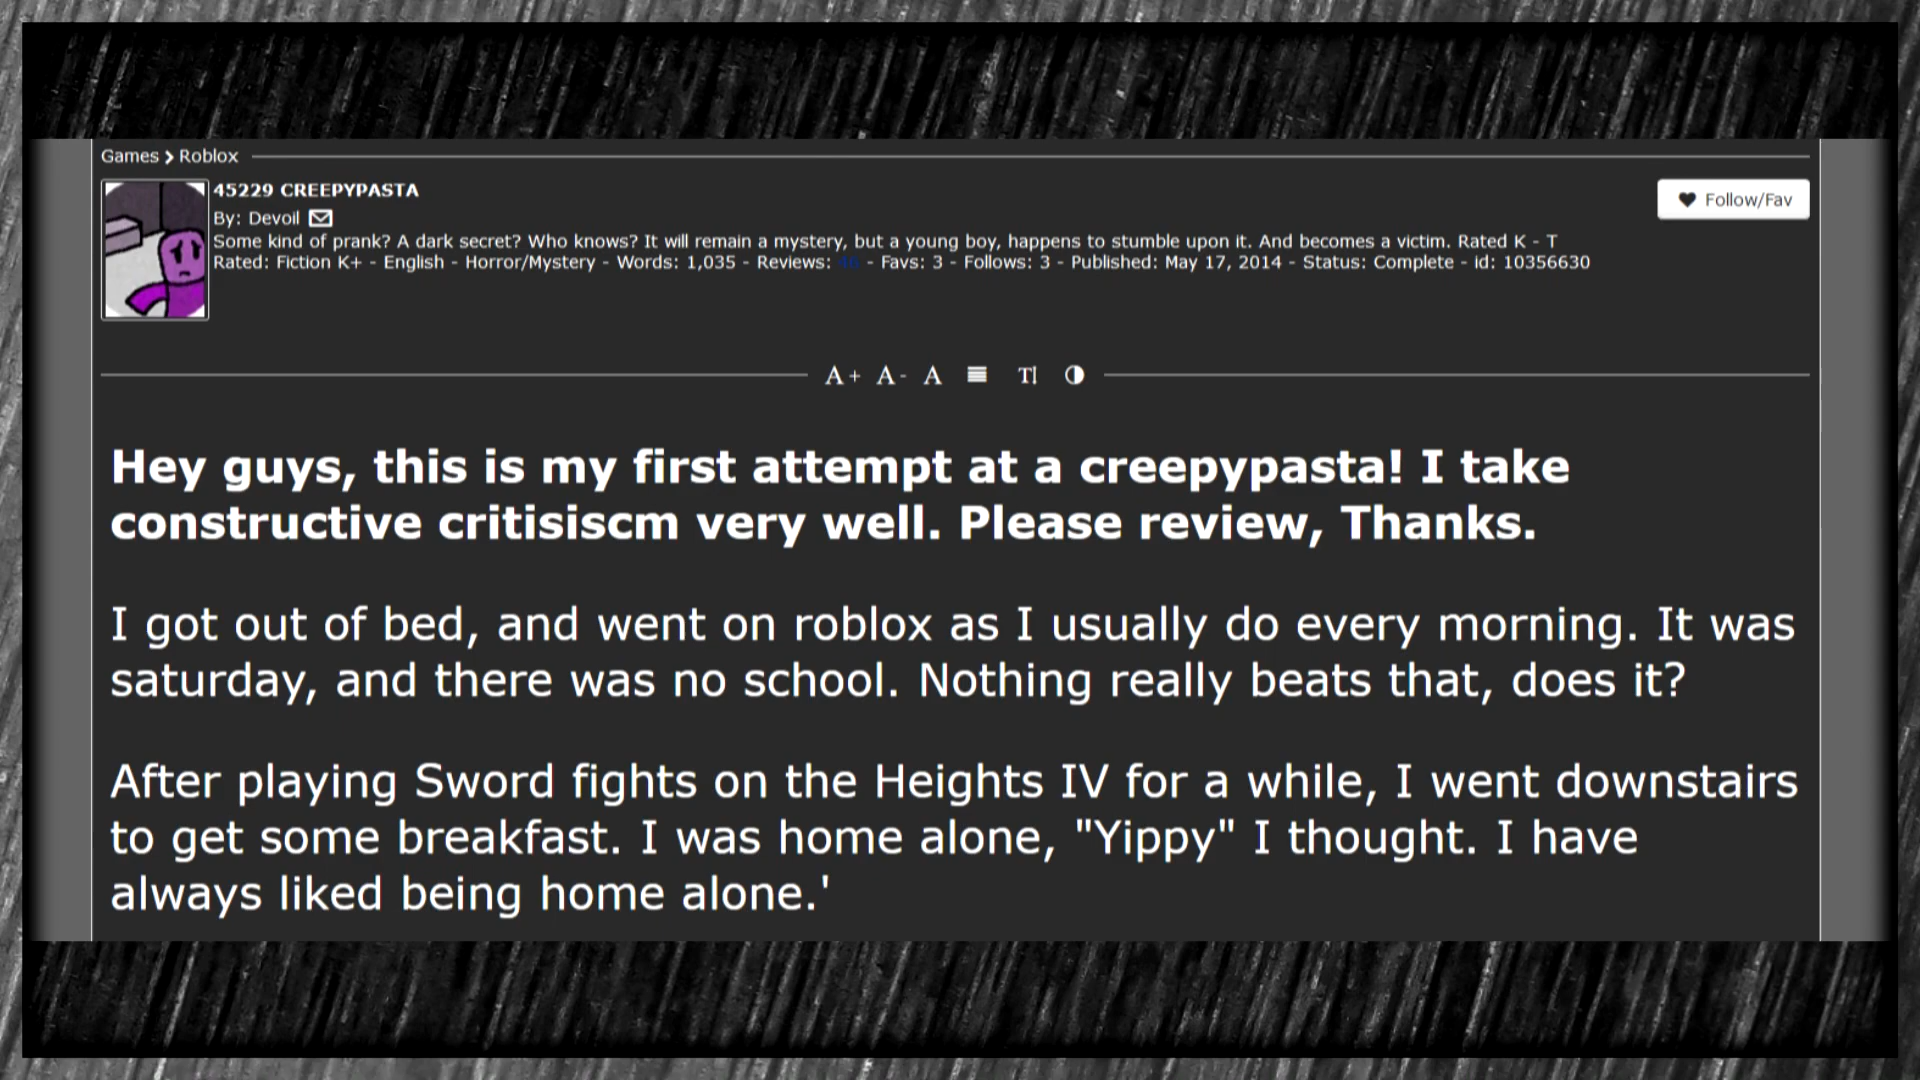 Games > Roblox
45229 CREEPYPASTA
Follow/Fav
By: Devoil
Some kind of prank? A dark secret? Who knows? It will remain a mystery, but a young boy, happens to stumble upon it. And becomes a victim. Rated K - T
Rated: Fiction K+ - English - Horror/Mystery - Words: 1,035 - Reviews: - Favs: 3 - Follows: 3 - Published: May 17, 2014 - Status: Complete - id: 10356630
A+ A- A T|
Hey guys, this is my first attempt at a creepypasta! I take
constructive critisiscm very well. Please review, Thanks.
I got out of bed, and went on roblox as I usually do every morning. It was
saturday, and there was no school. Nothing really beats that, does it?
After playing Sword fights on the Heights IV for a while, I went downstairs
to get some breakfast. I was home alone, "Yippy" I thought. I have
always liked being home alone.'